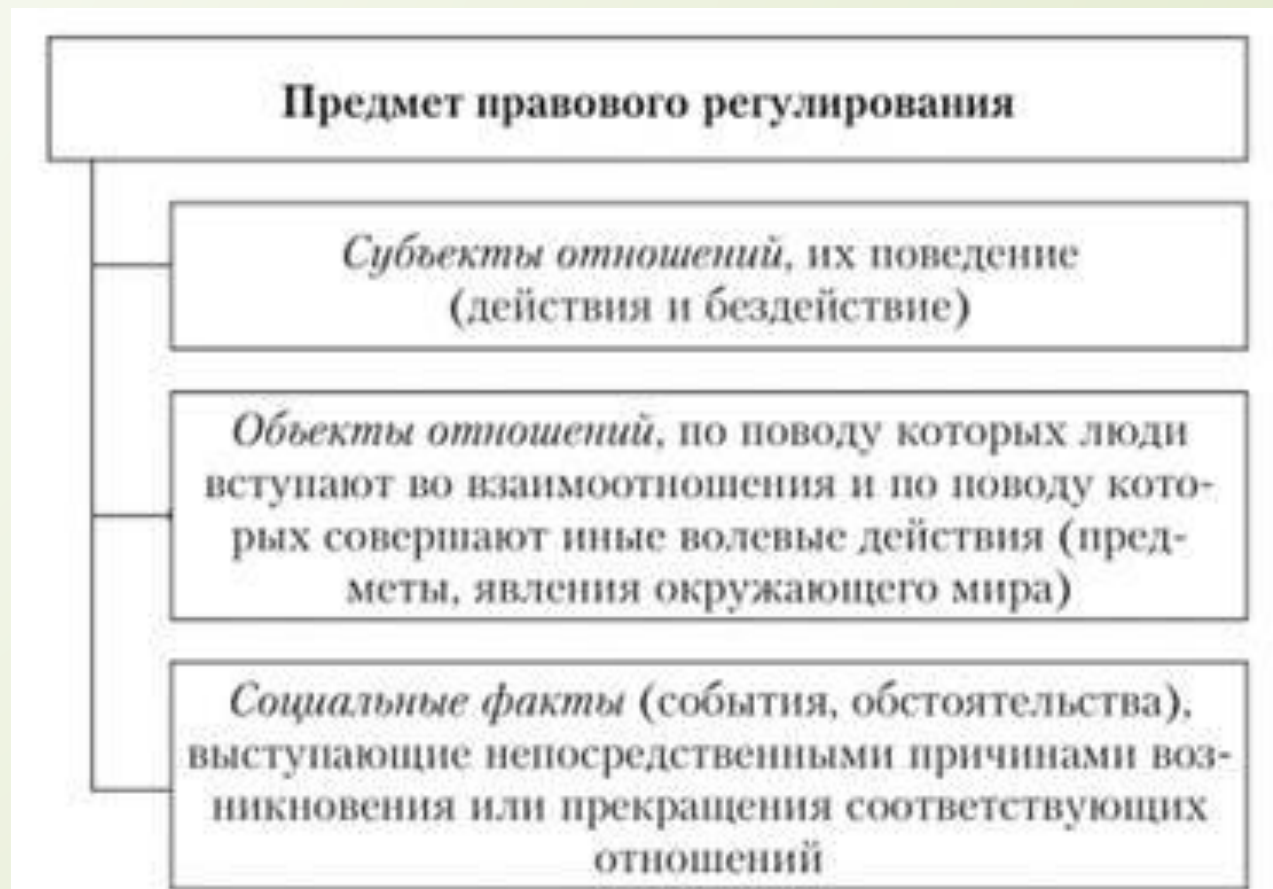 Предмет правового регулирования
Субъекты отношений, их поведение
(действия и бездействие)
Объекты отношений, по поводу которых люди
вступают во взаимоотношения и по поводу кото-
рых совершают иные волевые действия (пред-
меты, явления окружающего мира)
Социальные факты (события, обстоятельства),
выступающие непосредственными причинами воз-
никновения или прекращения соответствующих
отношений